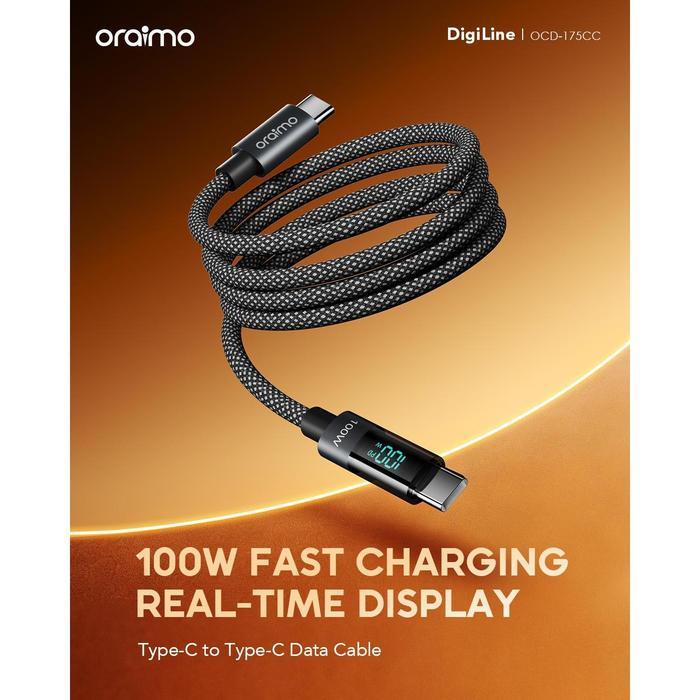 oraimo
DigiLine | OCD-175CC
oraimo
100W
100 PD W
100W FAST CHARGING
REAL-TIME DISPLAY
Type-C to Type-C Data Cable